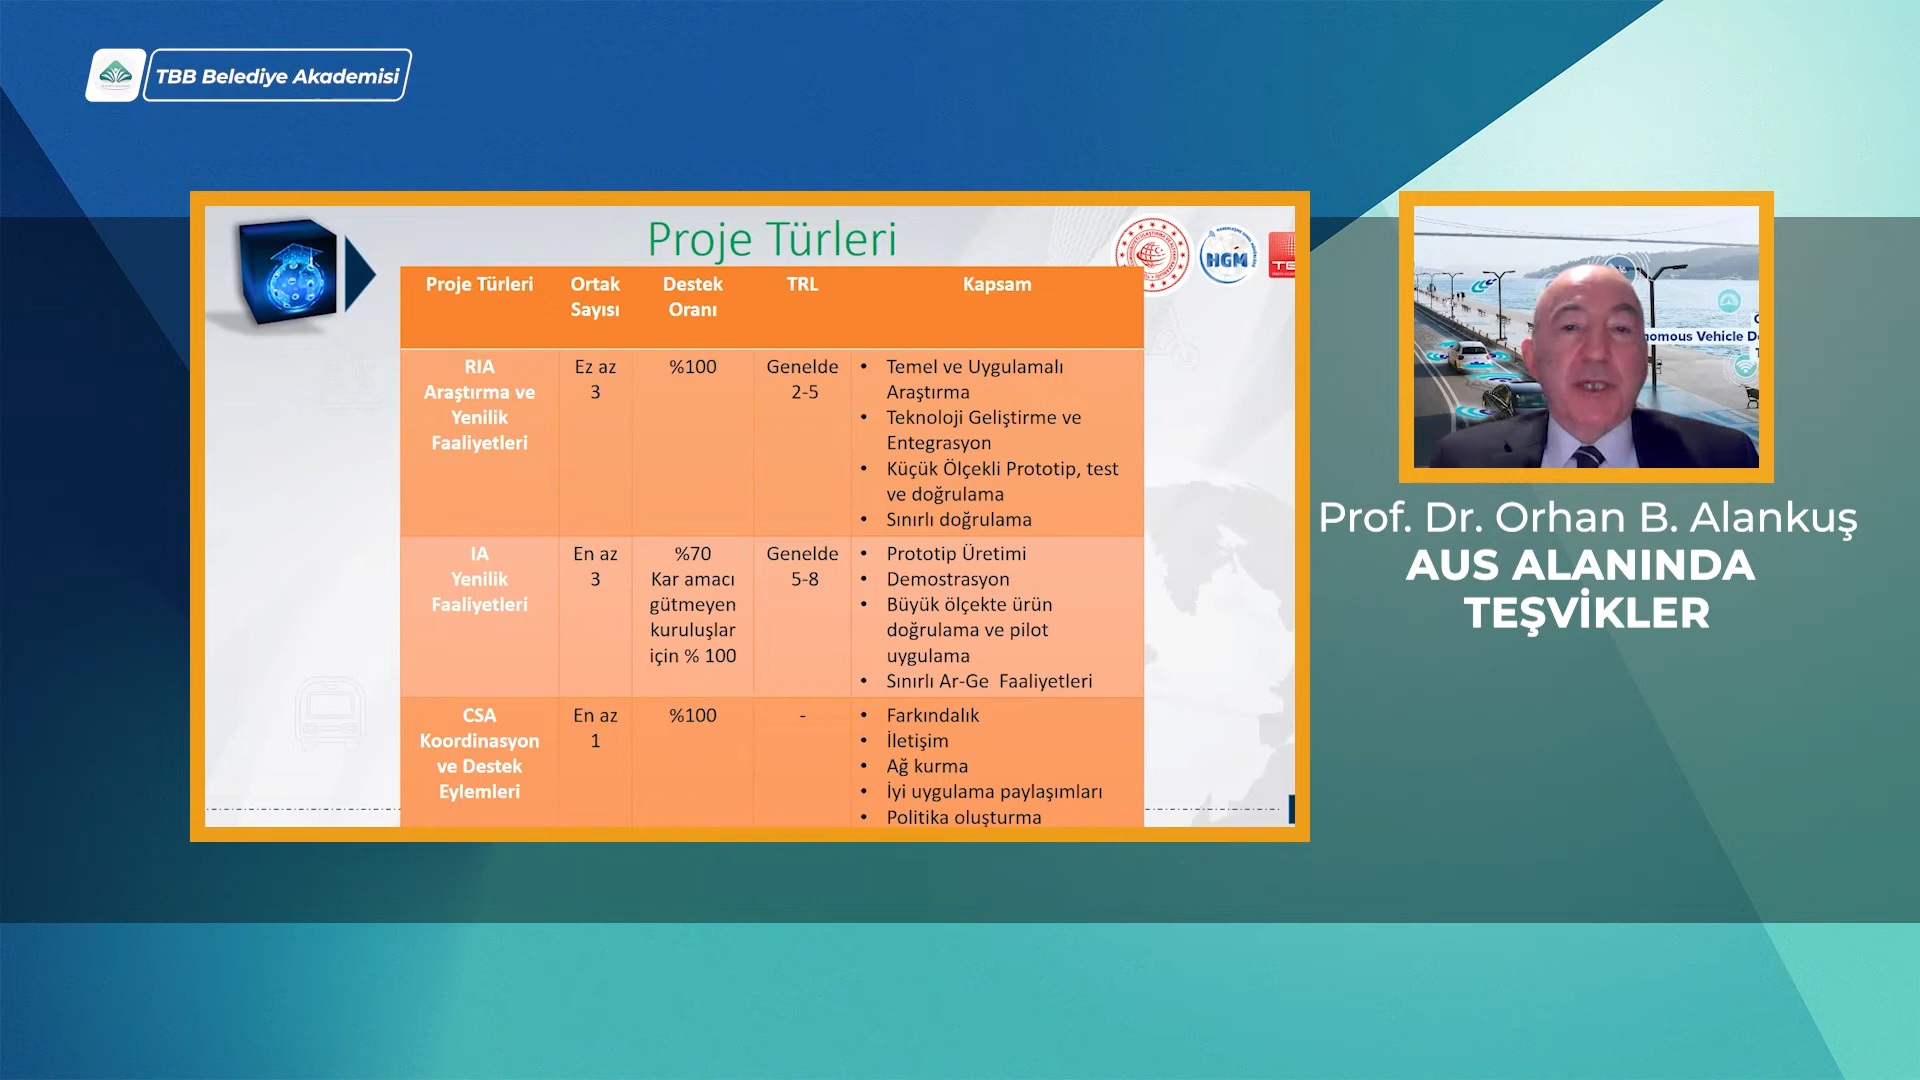 TBB Belediye Akademisi
Proje Türleri
HGM
Proje Türleri
Ortak
Sayısı
Destek
Oranı
TRL
Kapsam
RIA
Araştırma ve
Yenilik
Faaliyetleri
Ez az
3
%100
Genelde
2-5
• Temel ve Uygulamalı
Araştırma
• Teknoloji Geliştirme ve
Entegrasyon
• Küçük Ölçekli Prototip, test
ve doğrulama
• Sınırlı doğrulama
IA
Yenilik
Faaliyetleri
En az
3
%70
Kar amacı
gütmeyen
kuruluşlar
için % 100
Genelde
5-8
• Prototip Üretimi
• Demostrasyon
• Büyük ölçekte ürün
doğrulama ve pilot
uygulama
• Sınırlı Ar-Ge Faaliyetleri
CSA
Koordinasyon
ve Destek
Eylemleri
En az
1
%100
-
• Farkındalık
• İletişim
• Ağ kurma
• İyi uygulama paylaşımları
• Politika oluşturma
nomous Vehicle D
Prof. Dr. Orhan B. Alankuş
AUS ALANINDA
TEŞVİKLER